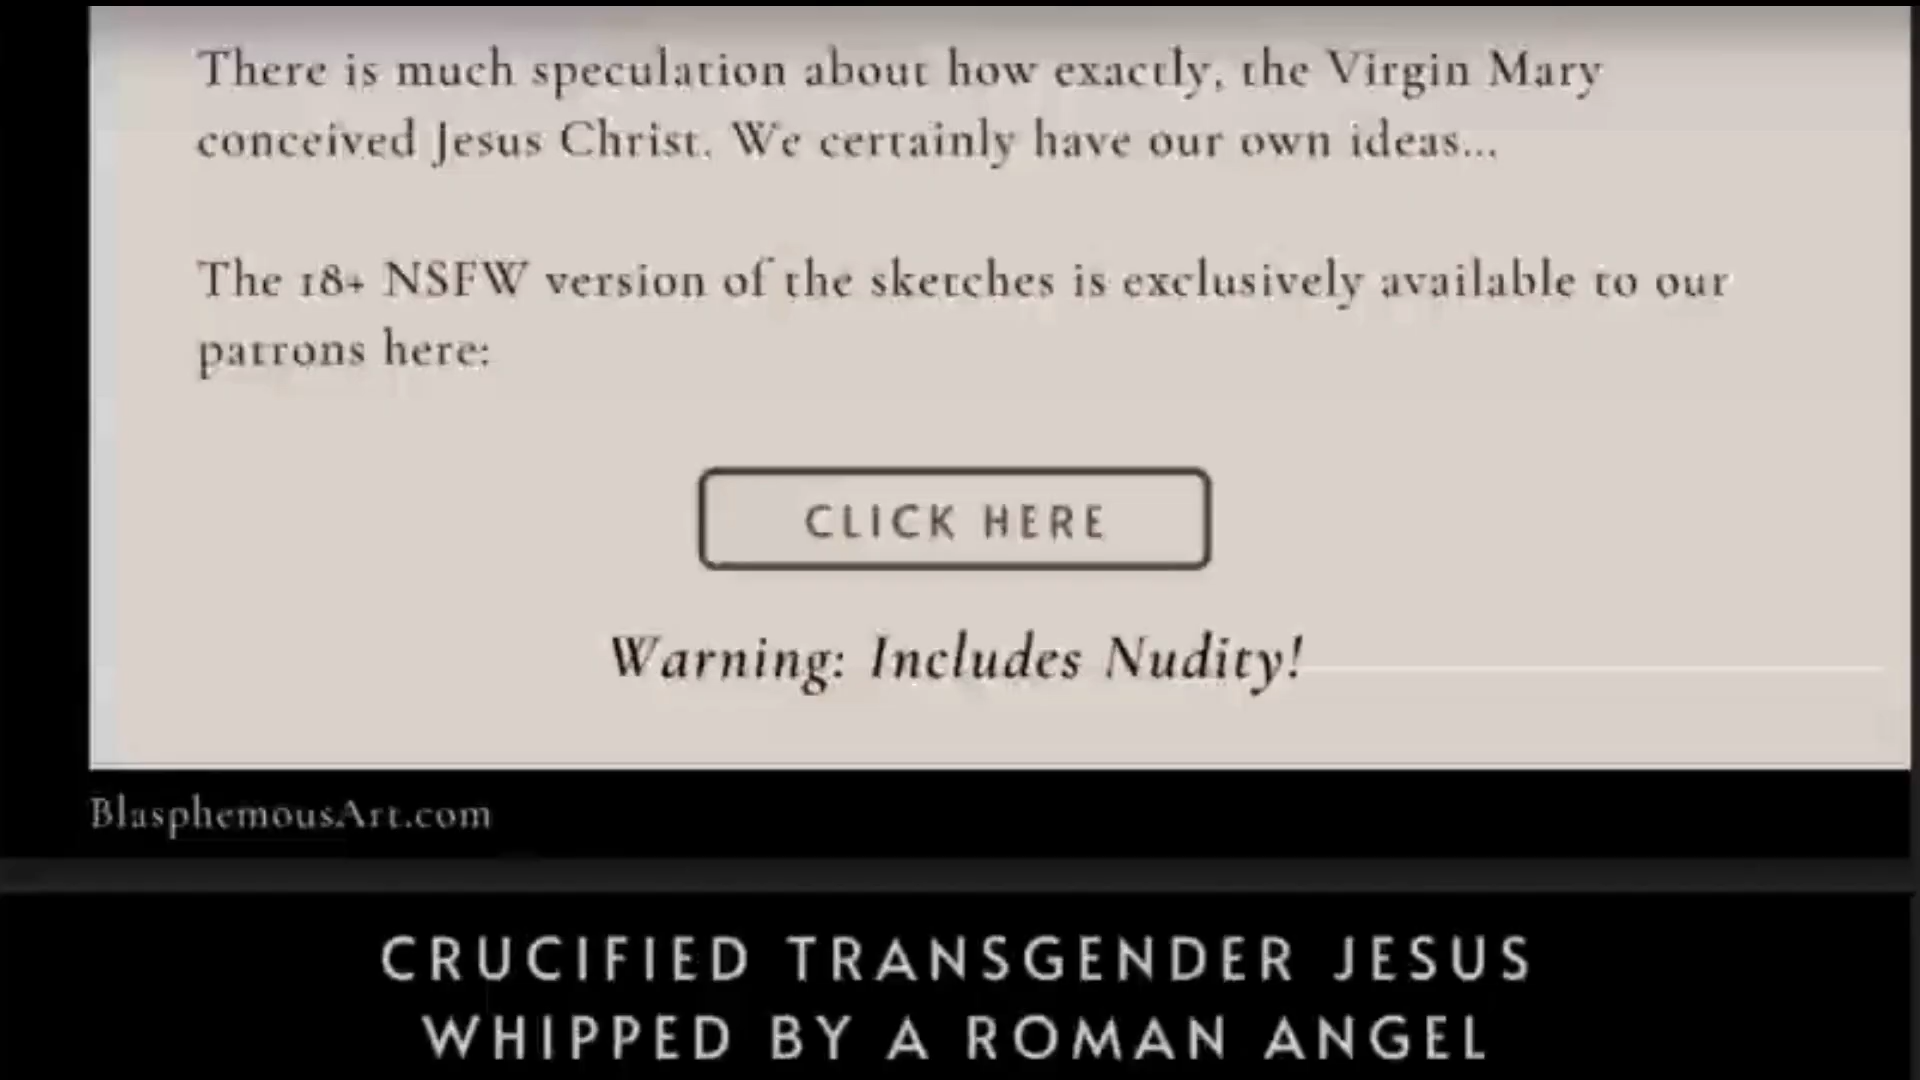 There is much speculation about how exactly, the Virgin Mary
conceived Jesus Christ. We certainly have our own ideas...
The 18+ NSFW version of the sketches is exclusively available to our
patrons here:
CLICK HERE
Warning: Includes Nudity!
BlasphemousArt.com
CRUCIFIED TRANSGENDER JESUS
WHIPPED BY A ROMAN ANGEL